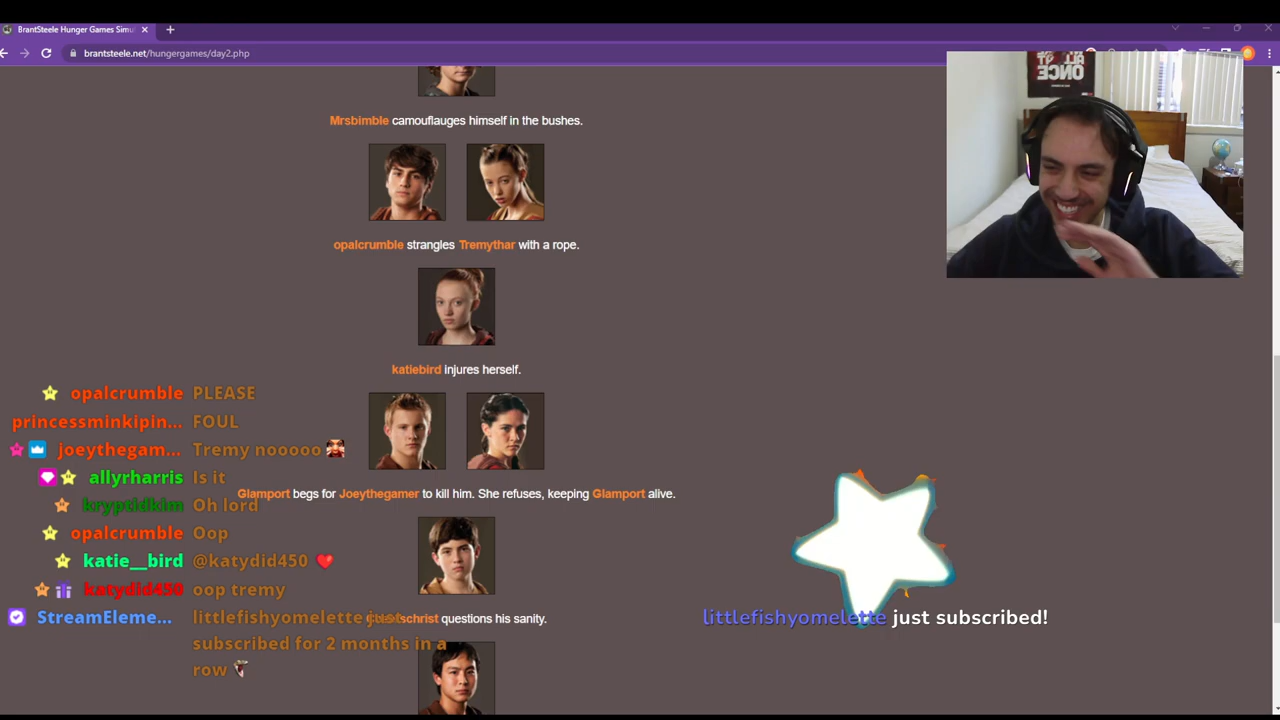 BrantSteele Hunger Games Simu
brantsteele.net/hungergames/day2.php
ONCE
Mrsbimble camouflauges himself in the bushes.
opalcrumble strangles Tremythar with a rope.
katiebird injures herself.
Glamport begs for Joeythegamer to kill him. She refuses, keeping Glamport alive.
schrist questions his sanity.
opalcrumble PLEASE
princessminkipin... FOUL
joeythegam... Tremy nooooo
allyrharris Is it
kryptidkim Oh lord
opalcrumble Oop
katie__bird @katydid450
katydid450 oop tremy
StreamEleme... littlefishyomelette just
subscribed for 2 months in a
row
littlefishyomelette just subscribed!